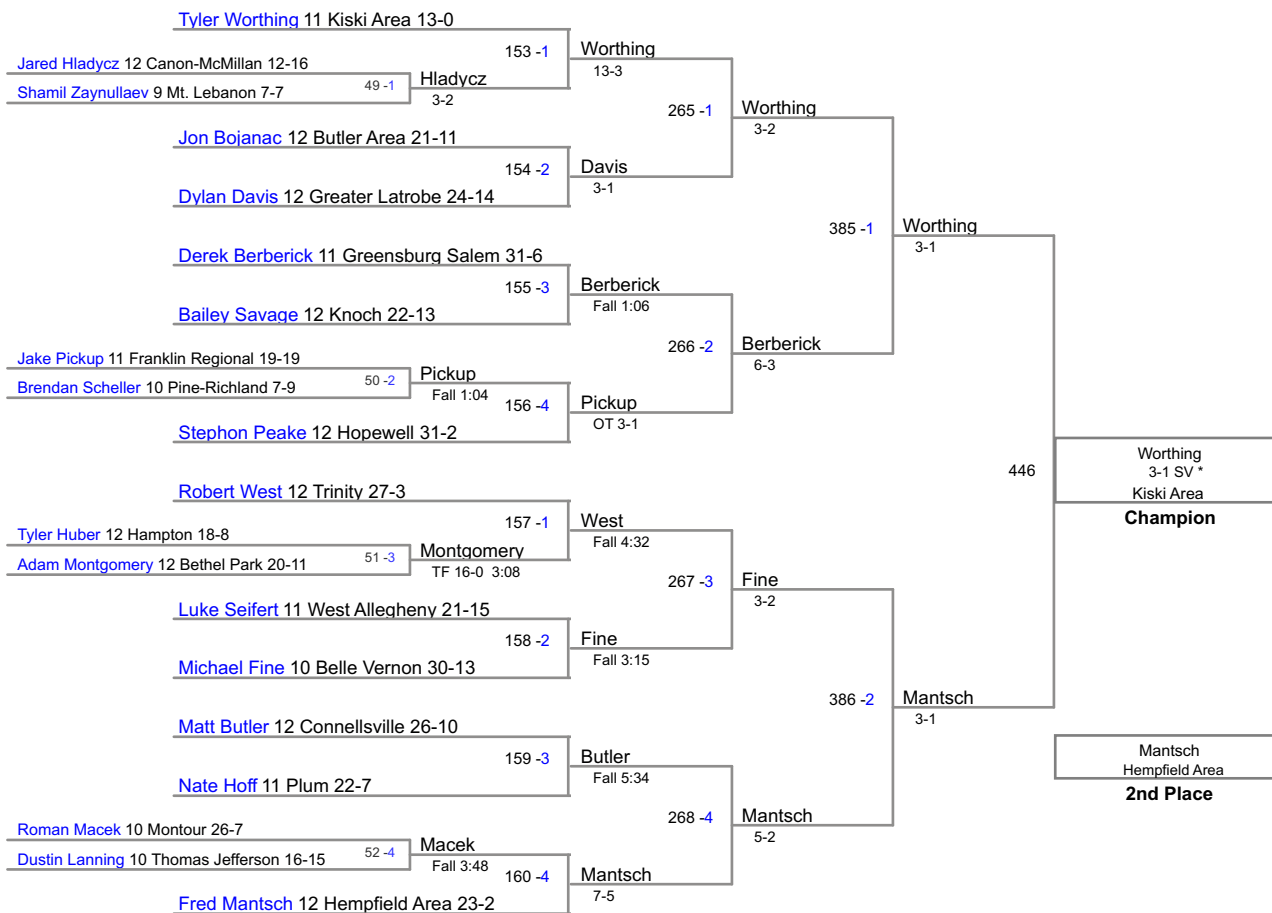 Tyler Worthing 11 Kiski Area 13-0
153 -1
Worthing
13-3
Jared Hladycz 12 Canon-McMillan 12-16
49 -1
Hladycz
3-2
Shamil Zaynullaev 9 Mt. Lebanon 7-7
265 -1
Worthing
3-2
Jon Bojanac 12 Butler Area 21-11
154 -2
Davis
3-1
Dylan Davis 12 Greater Latrobe 24-14
385 -1
Worthing
3-1
Derek Berberick 11 Greensburg Salem 31-6
155 -3
Berberick
Fall 1:06
Bailey Savage 12 Knoch 22-13
266 -2
Berberick
6-3
Jake Pickup 11 Franklin Regional 19-19
50 -2
Pickup
Fall 1:04
Brendan Scheller 10 Pine-Richland 7-9
156 -4
Pickup
OT 3-1
Stephon Peake 12 Hopewell 31-2
446
Worthing
3-1 SV *
Kiski Area
Champion
Robert West 12 Trinity 27-3
157 -1
West
Fall 4:32
Tyler Huber 12 Hampton 18-8
51 -3
Montgomery
TF 16-0 3:08
Adam Montgomery 12 Bethel Park 20-11
267 -3
Fine
3-2
Luke Seifert 11 West Allegheny 21-15
158 -2
Fine
Fall 3:15
Michael Fine 10 Belle Vernon 30-13
386 -2
Mantsch
3-1
Matt Butler 12 Connellsville 26-10
159 -3
Butler
Fall 5:34
Nate Hoff 11 Plum 22-7
Mantsch
Hempfield Area
2nd Place
268 -4
Mantsch
5-2
Roman Macek 10 Montour 26-7
52 -4
Macek
Fall 3:48
Dustin Lanning 10 Thomas Jefferson 16-15
160 -4
Mantsch
7-5
Fred Mantsch 12 Hempfield Area 23-2